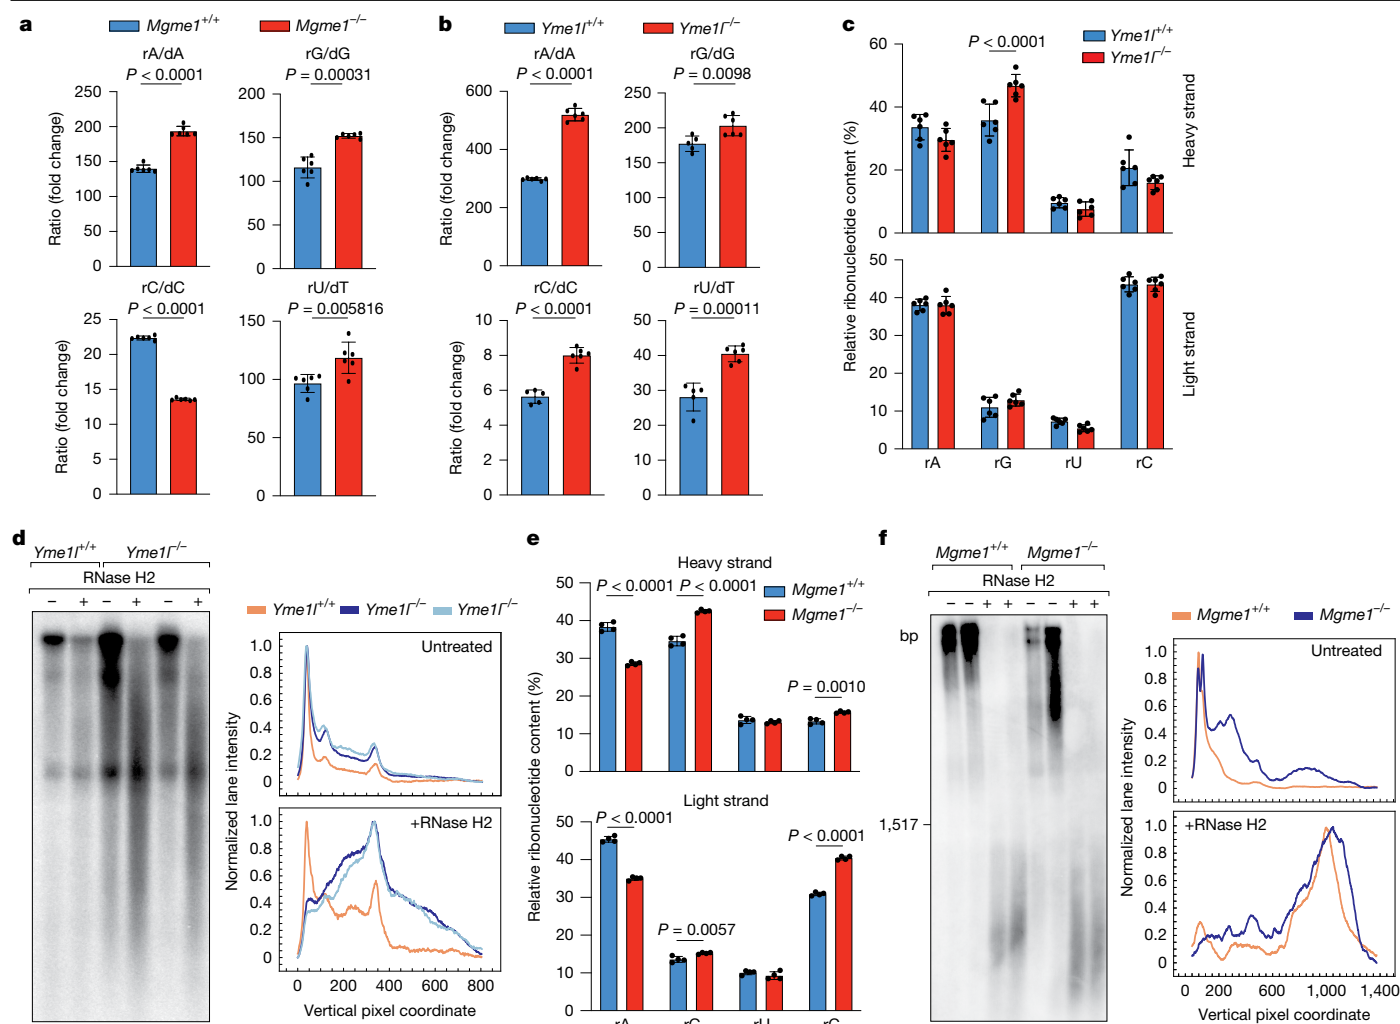 a
Mgme1+/+
Mgme1−/−
rA/dA
P < 0.0001
rG/dG
P = 0.00031
Ratio (fold change)
250
200
150
100
50
0
200
150
100
50
0
rC/dC
P < 0.0001
rU/dT
P = 0.005816
Ratio (fold change)
25
20
15
10
5
0
150
100
50
0
b
Yme1l+/+
Yme1l−/−
rA/dA
P < 0.0001
rG/dG
P = 0.0098
Ratio (fold change)
600
400
200
0
250
200
150
100
50
0
rC/dC
P < 0.0001
rU/dT
P = 0.00011
Ratio (fold change)
10
8
6
4
2
0
50
40
30
20
10
0
c
P < 0.0001
Yme1l+/+
Yme1l−/−
Relative ribonucleotide content (%)
60
40
20
0
Heavy strand
50
40
30
20
10
0
Light strand
rA
rG
rU
rC
d
Yme1l+/+
Yme1l−/−
RNase H2
− + − + − +
Yme1l+/+
Yme1l−/−
Yme1l−/−
Normalized lane intensity
Untreated
1.0
0.8
0.6
0.4
0.2
0
+RNase H2
1.0
0.8
0.6
0.4
0.2
0
0 200 400 600 800
Vertical pixel coordinate
e
Heavy strand
P < 0.0001
P < 0.0001
Mgme1+/+
Mgme1−/−
P = 0.0010
Relative ribonucleotide content (%)
50
40
30
20
10
0
Light strand
P < 0.0001
P = 0.0057
P < 0.0001
50
40
30
20
10
0
rA
rU
f
Mgme1+/+
Mgme1−/−
RNase H2
− − + + − − + +
bp
1,517
Mgme1+/+
Mgme1−/−
Normalized lane intensity
Untreated
1.0
0.8
0.6
0.4
0.2
0
+RNase H2
1.0
0.8
0.6
0.4
0.2
0
0 200 600 1,000 1,400
Vertical pixel coordinate